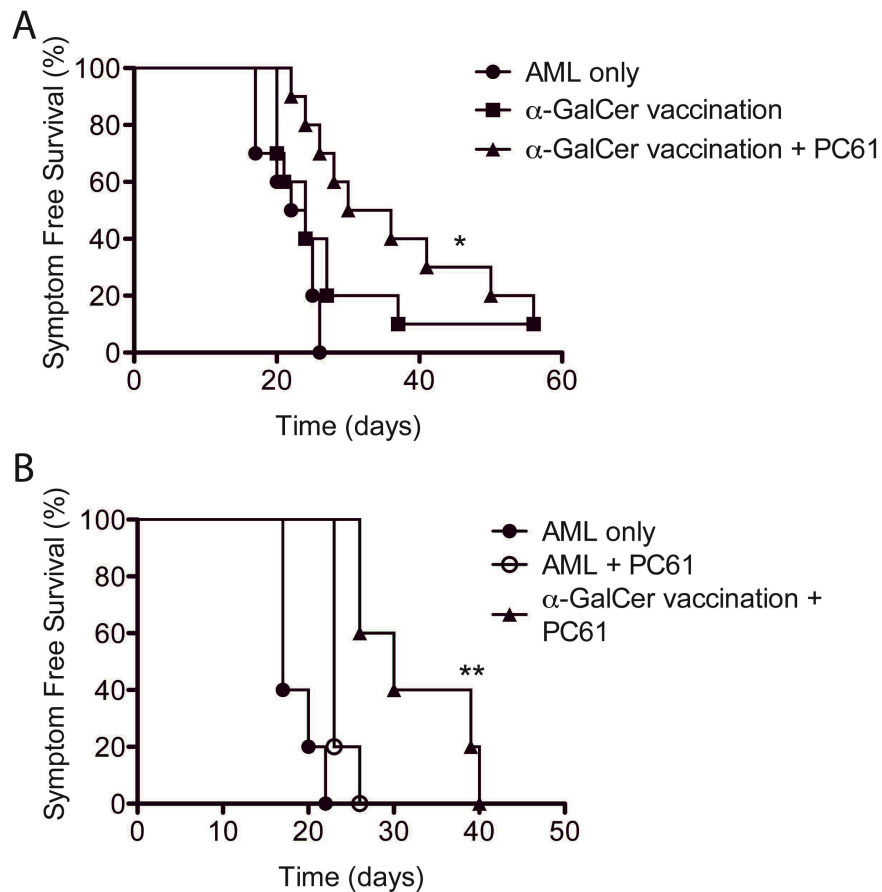 A
Symptom Free Survival (%)
100
80
60
40
20
0
0 20 40 60
Time (days)
AML only
α-GalCer vaccination
α-GalCer vaccination + PC61
*
B
Symptom Free Survival (%)
100
80
60
40
20
0
0 10 20 30 40 50
Time (days)
AML only
AML + PC61
α-GalCer vaccination +
PC61
**